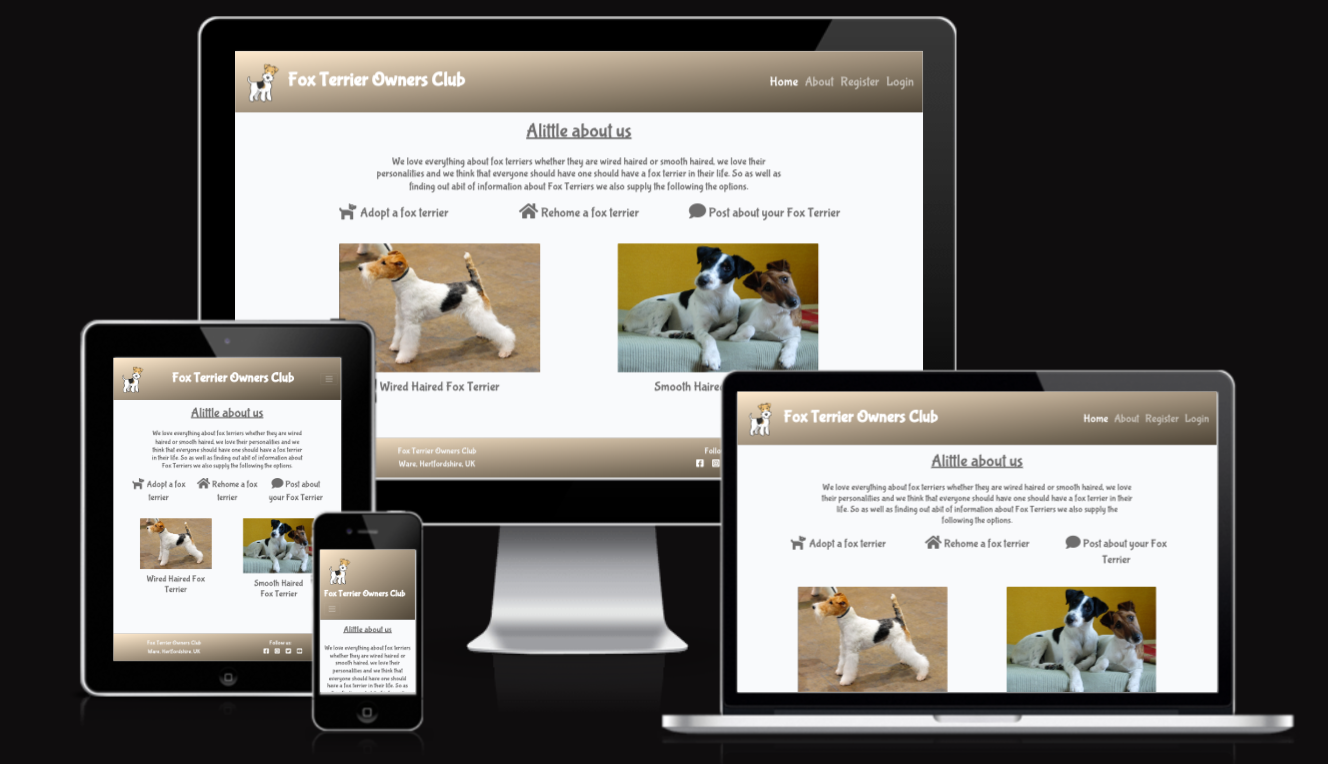 Fox Terrier Owners Club
Home About Register Login
Alittle about us
We love everything about fox terriers whether they are wired haired or smooth haired, we love their
personalities and we think that everyone should have one should have a fox terrier in their life. So as well as
finding out abit of information about Fox Terriers we also supply the following the options.
Adopt a fox terrier Rehome a fox terrier Post about your Fox Terrier
Wired Haired Fox Terrier Smooth Haire
Fox Terrier Owners Club Follo
Ware, Hertfordshire, UK
Fox Terrier Owners Club
Alittle about us
We love everything about fox terriers whether they are wired
haired or smooth haired, we love their personalities and we
think that everyone should have one should have a fox terrier
in their life. So as well as finding out abit of information about
Fox Terriers we also supply the following the options.
Adopt a fox Rehome a fox Post about
terrier terrier your Fox Terrier
Wired Haired Fox Smooth Haired
Terrier Fox Terrier
Fox Terrier Owners Club Follow us
Ware, Hertfordshire, UK
Fox Terrier Owners Club
Alittle about us
We love everything about fox terriers
whether they are wired haired or
smooth haired, we love their
personalities and we think that
everyone should have one should
have a fox terrier in their life. So as
Fox Terrier Owners Club
Home About Register Login
Alittle about us
We love everything about fox terriers whether they are wired haired or smooth haired, we love
their personalities and we think that everyone should have one should have a fox terrier in their
life. So as well as finding out abit of information about Fox Terriers we also supply the
following the options.
Adopt a fox terrier Rehome a fox terrier Post about your Fox
Terrier